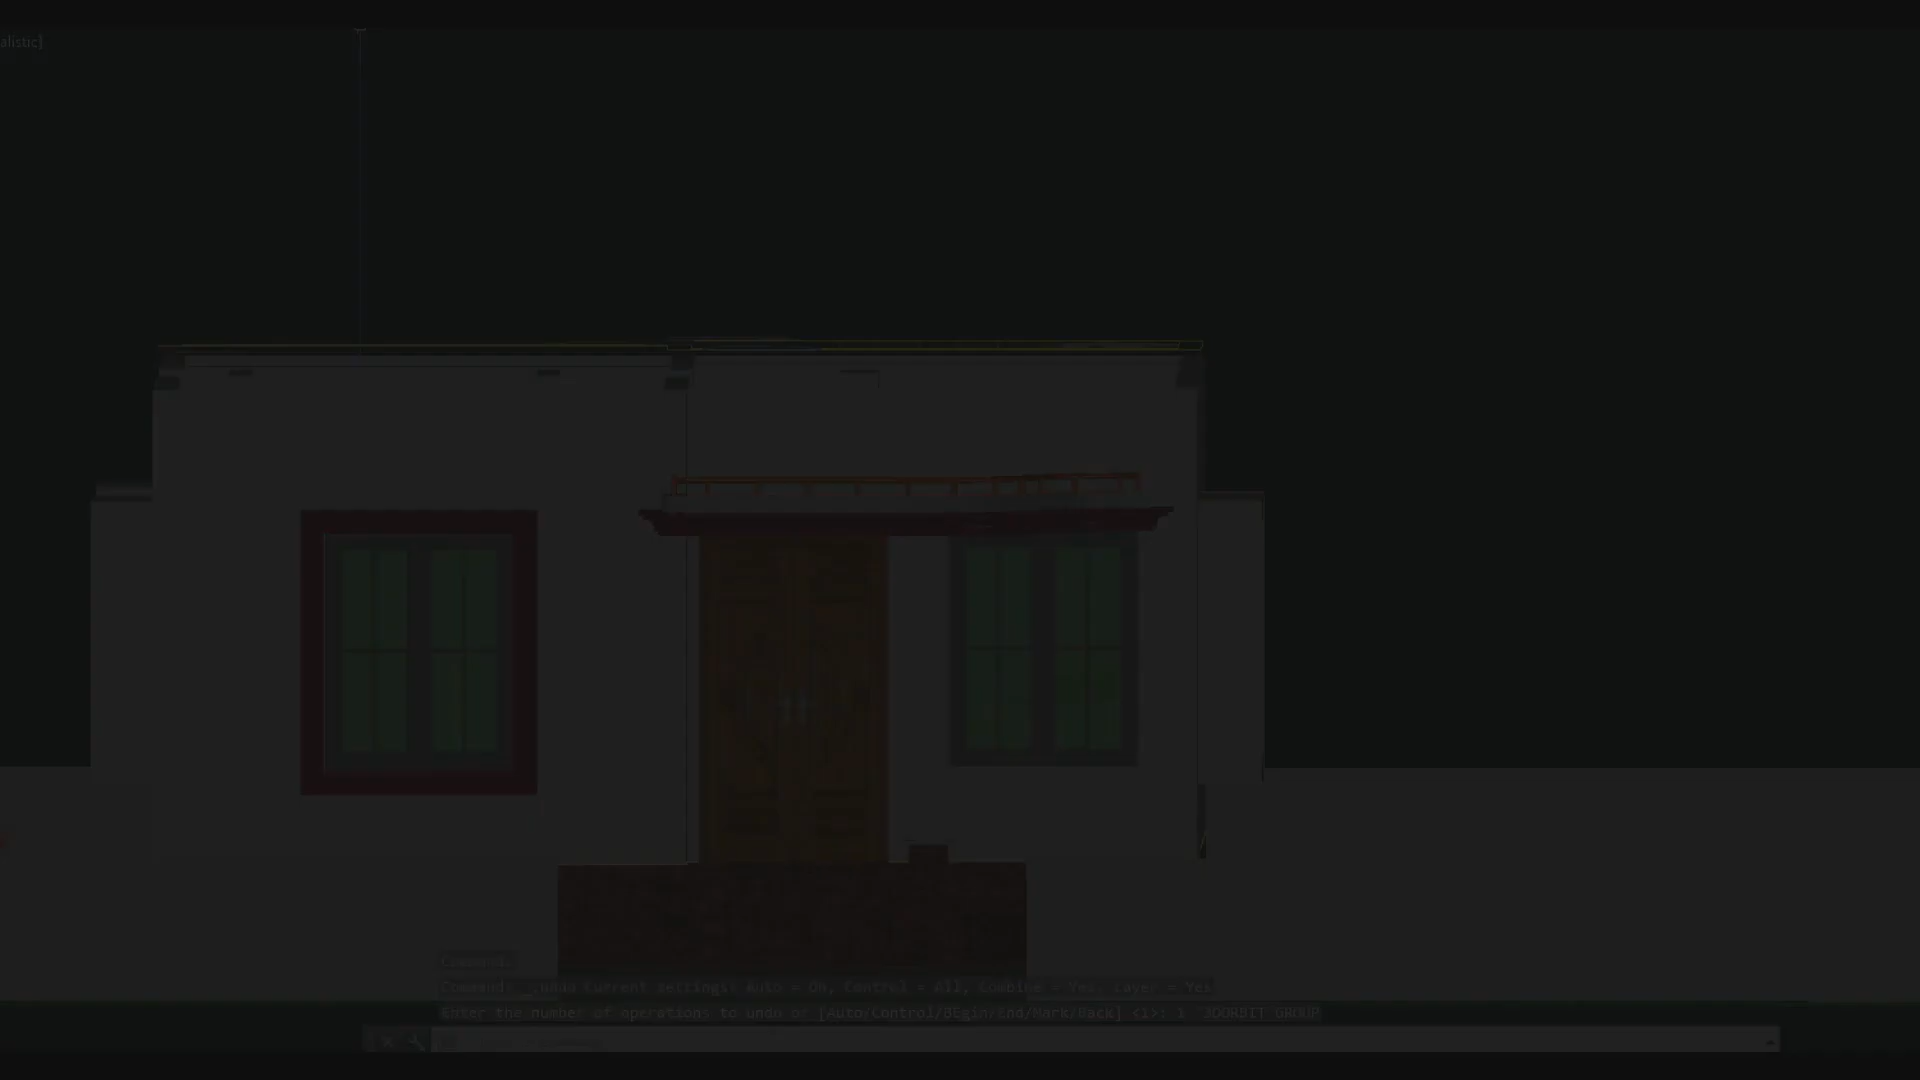 alistic]
Command:
Command: _.undo Current settings: Auto = On, Control = All, Combine = Yes, Layer = Yes
Enter the number of operations to undo or [Auto/Control/BEgin/End/Mark/Back] <1>: 1 '3DORBIT GROUP